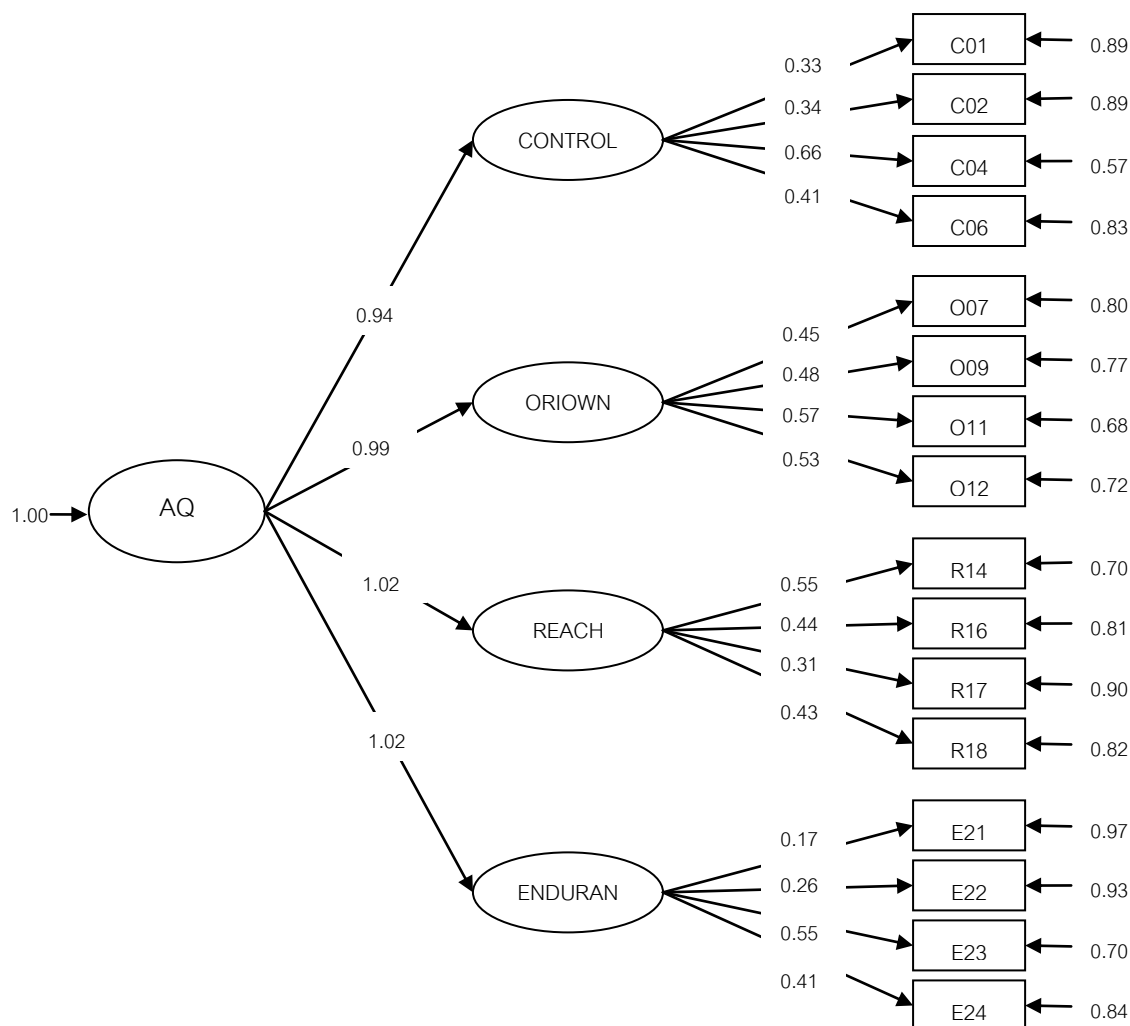 C01
0.89
0.33
C02
0.89
0.34
CONTROL
0.66
C04
0.57
0.41
C06
0.83
0.94
O07
0.80
0.45
O09
0.77
0.48
ORIOWN
0.57
O11
0.68
0.99
0.53
O12
0.72
1.00
AQ
R14
0.70
1.02
0.55
R16
0.81
0.44
REACH
0.31
R17
0.90
0.43
R18
0.82
1.02
E21
0.97
0.17
E22
0.93
0.26
ENDURAN
0.55
E23
0.70
0.41
E24
0.84